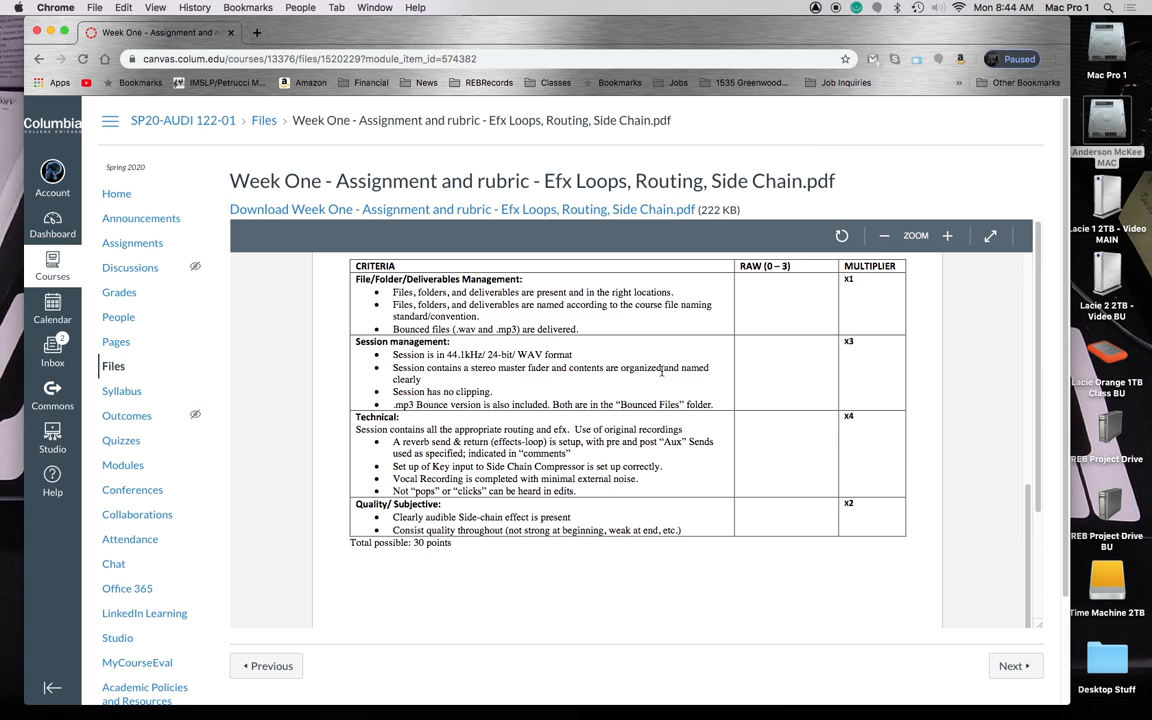 Chrome File Edit View History Bookmarks People Tab Window Help Mon 8:44 AM Mac Pro 1
Week One - Assignment and r
canvas.colum.edu/courses/13376/files/1520229?module_item_id=574382 Paused
Apps Bookmarks IMSLP/Petrucci M... Amazon Financial News REBRecords Classes Bookmarks Jobs 1535 Greenwood... Job Inquiries » Other Bookmarks
Columbia
COLLEGE CHICAGO
Account
Dashboard
Courses
Calendar
2
Inbox
Commons
Studio
Help
SP20-AUDI 122-01 › Files › Week One - Assignment and rubric - Efx Loops, Routing, Side Chain.pdf
Spring 2020
Home
Announcements
Assignments
Discussions
Grades
People
Pages
Files
Syllabus
Outcomes
Quizzes
Modules
Conferences
Collaborations
Attendance
Chat
Office 365
LinkedIn Learning
Studio
MyCourseEval
Academic Policies
and Resources
Week One - Assignment and rubric - Efx Loops, Routing, Side Chain.pdf
Download Week One - Assignment and rubric - Efx Loops, Routing, Side Chain.pdf (222 KB)
ZOOM
CRITERIA RAW (0 – 3) MULTIPLIER
File/Folder/Deliverables Management: x1
• Files, folders, and deliverables are present and in the right locations.
• Files, folders, and deliverables are named according to the course file naming
standard/convention.
• Bounced files (.wav and .mp3) are delivered.
Session management: x3
• Session is in 44.1kHz/ 24-bit/ WAV format
• Session contains a stereo master fader and contents are organized and named
clearly
• Session has no clipping.
• .mp3 Bounce version is also included. Both are in the “Bounced Files” folder.
Technical: x4
Session contains all the appropriate routing and efx. Use of original recordings
• A reverb send & return (effects-loop) is setup, with pre and post “Aux” Sends
used as specified; indicated in “comments”
• Set up of Key input to Side Chain Compressor is set up correctly.
• Vocal Recording is completed with minimal external noise.
• Not “pops” or “clicks” can be heard in edits.
Quality/ Subjective: x2
• Clearly audible Side-chain effect is present
• Consist quality throughout (not strong at beginning, weak at end, etc.)
Total possible: 30 points
Previous
Next
Mac Pro 1
Anderson McKee
MAC
Lacie 1 2TB - Video
MAIN
Lacie 2 2TB -
Video BU
Lacie Orange 1TB
Class BU
REB Project Drive
REB Project Drive
BU
Time Machine 2TB
Desktop Stuff